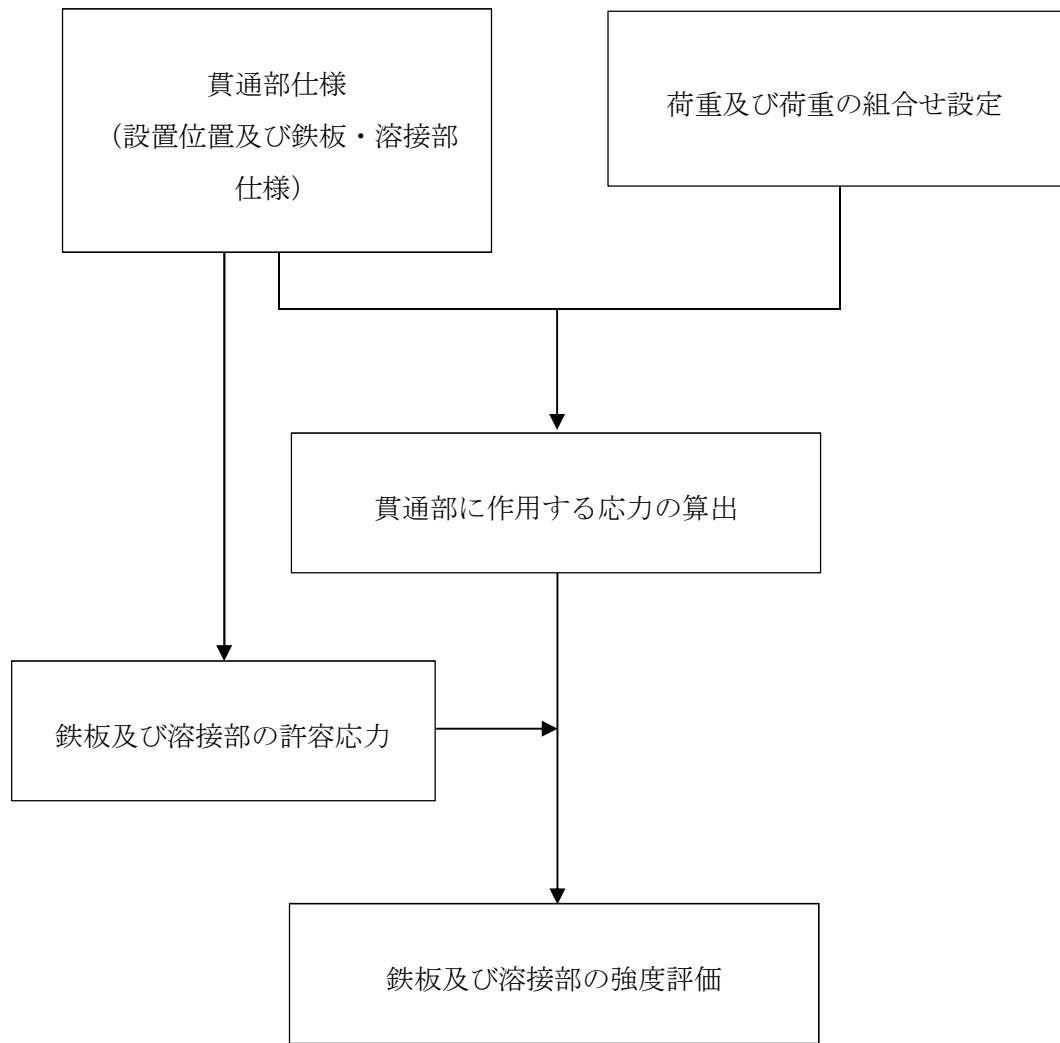 貫通部仕様
（設置位置及び鉄板・溶接部
仕様）
荷重及び荷重の組合せ設定
貫通部に作用する応力の算出
鉄板及び溶接部の許容応力
鉄板及び溶接部の強度評価